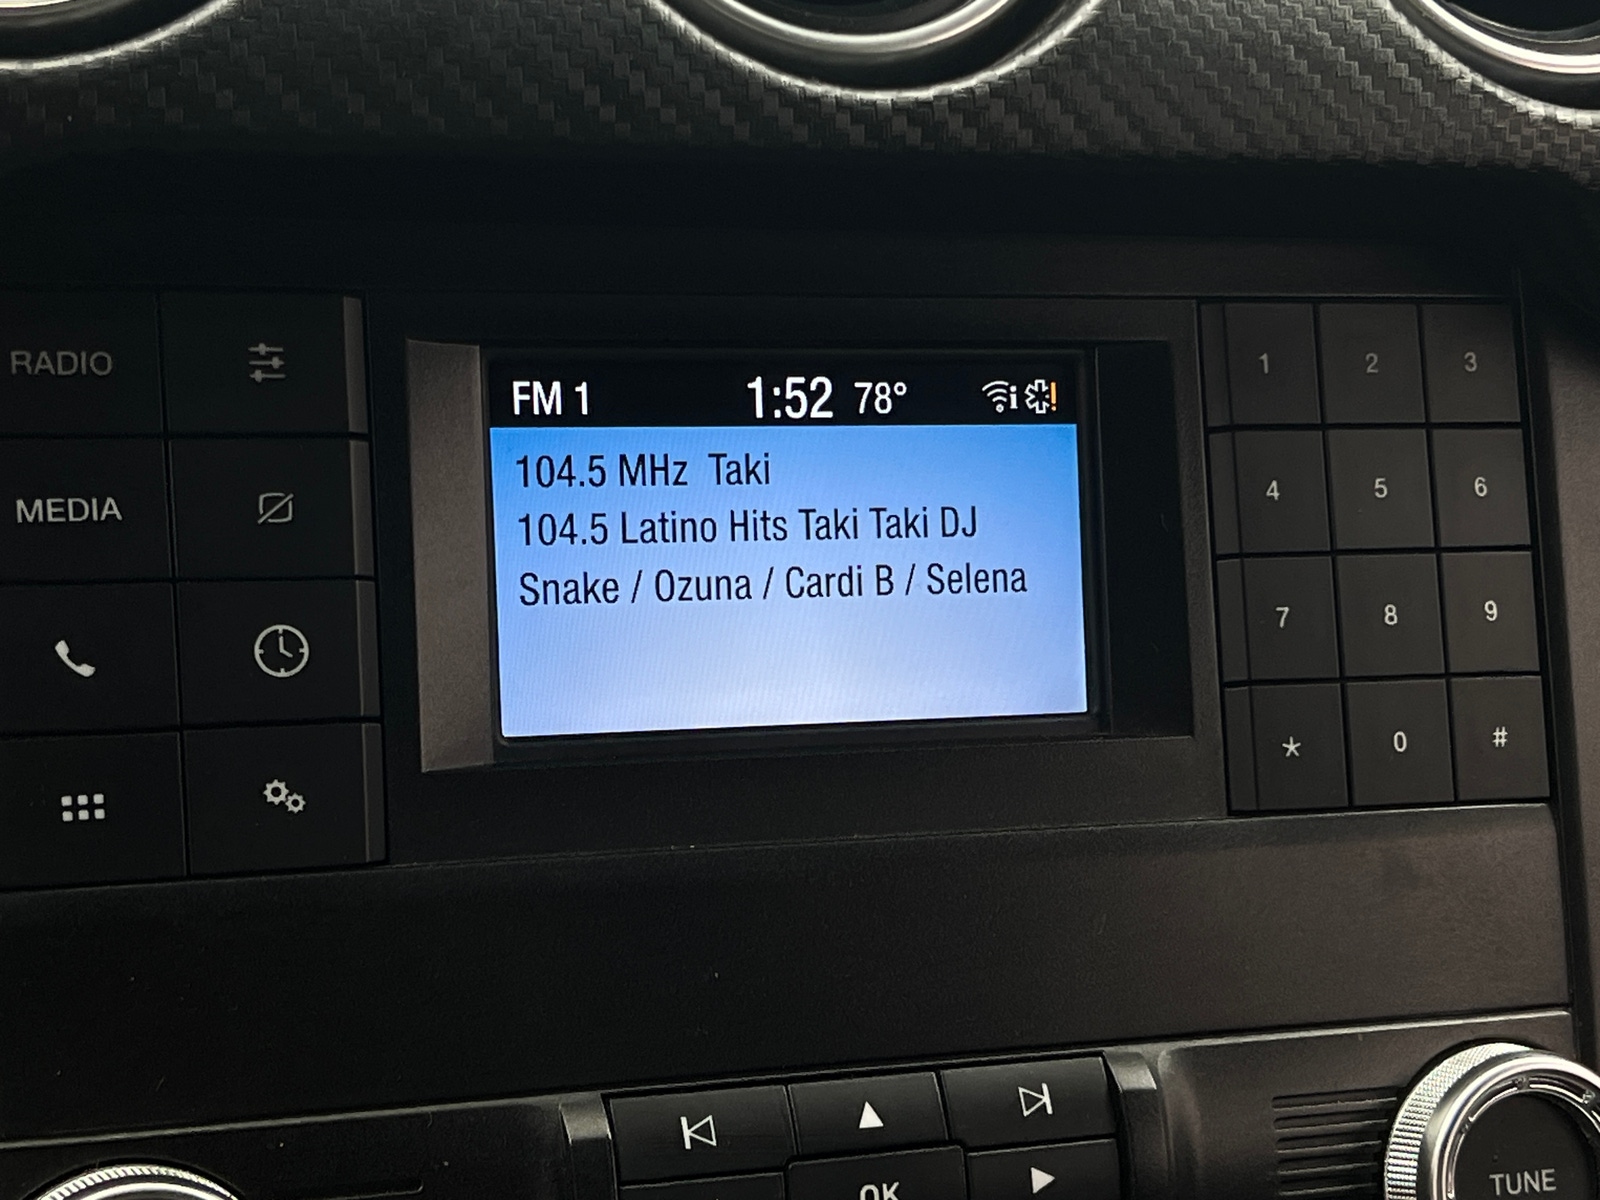 FM 1 1:52 78°
104.5 MHz Taki
104.5 Latino Hits Taki Taki DJ
Snake / Ozuna / Cardi B / Selena
RADIO
MEDIA
1 2 3
4 5 6
7 8 9
* 0 #
OK
TUNE